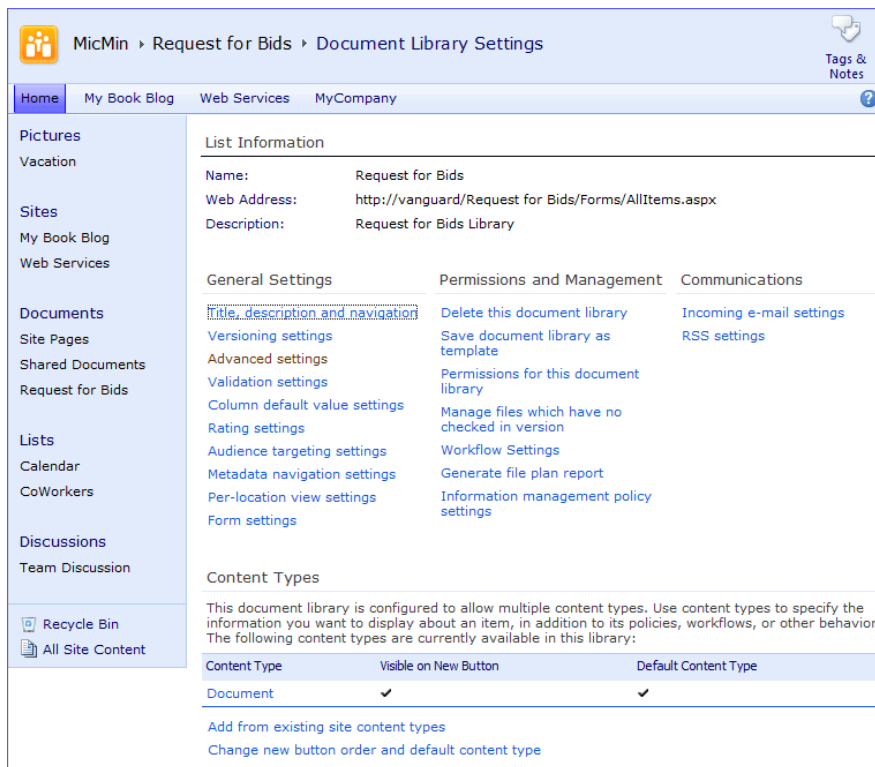 MicMin ▸ Request for Bids ▸ Document Library Settings
Tags &
Notes
Home My Book Blog Web Services MyCompany
Pictures
Vacation
Sites
My Book Blog
Web Services
Documents
Site Pages
Shared Documents
Request for Bids
Lists
Calendar
CoWorkers
Discussions
Team Discussion
Recycle Bin
All Site Content
List Information
Name: Request for Bids
Web Address: http://vanguard/Request for Bids/Forms/AllItems.aspx
Description: Request for Bids Library
General Settings
Title, description and navigation
Versioning settings
Advanced settings
Validation settings
Column default value settings
Rating settings
Audience targeting settings
Metadata navigation settings
Per-location view settings
Form settings
Permissions and Management
Delete this document library
Save document library as
template
Permissions for this document
library
Manage files which have no
checked in version
Workflow Settings
Generate file plan report
Information management policy
settings
Communications
Incoming e-mail settings
RSS settings
Content Types
This document library is configured to allow multiple content types. Use content types to specify the
information you want to display about an item, in addition to its policies, workflows, or other behavior
The following content types are currently available in this library:
Content Type Visible on New Button Default Content Type
Document ✔ ✔
Add from existing site content types
Change new button order and default content type